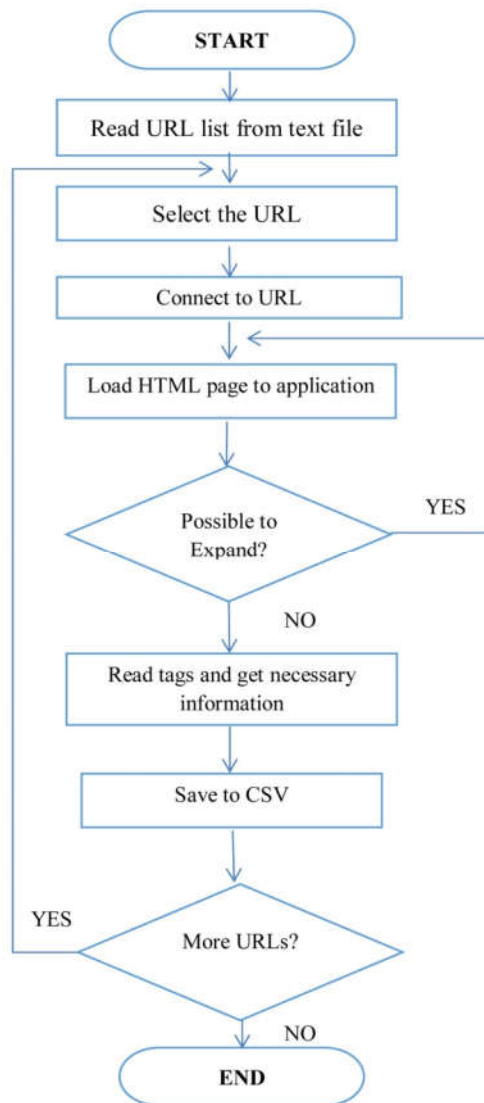 START
Read URL list from text file
Select the URL
Connect to URL
Load HTML page to application
Possible to
Expand?
YES
NO
Read tags and get necessary
information
Save to CSV
YES
More URLs?
NO
END